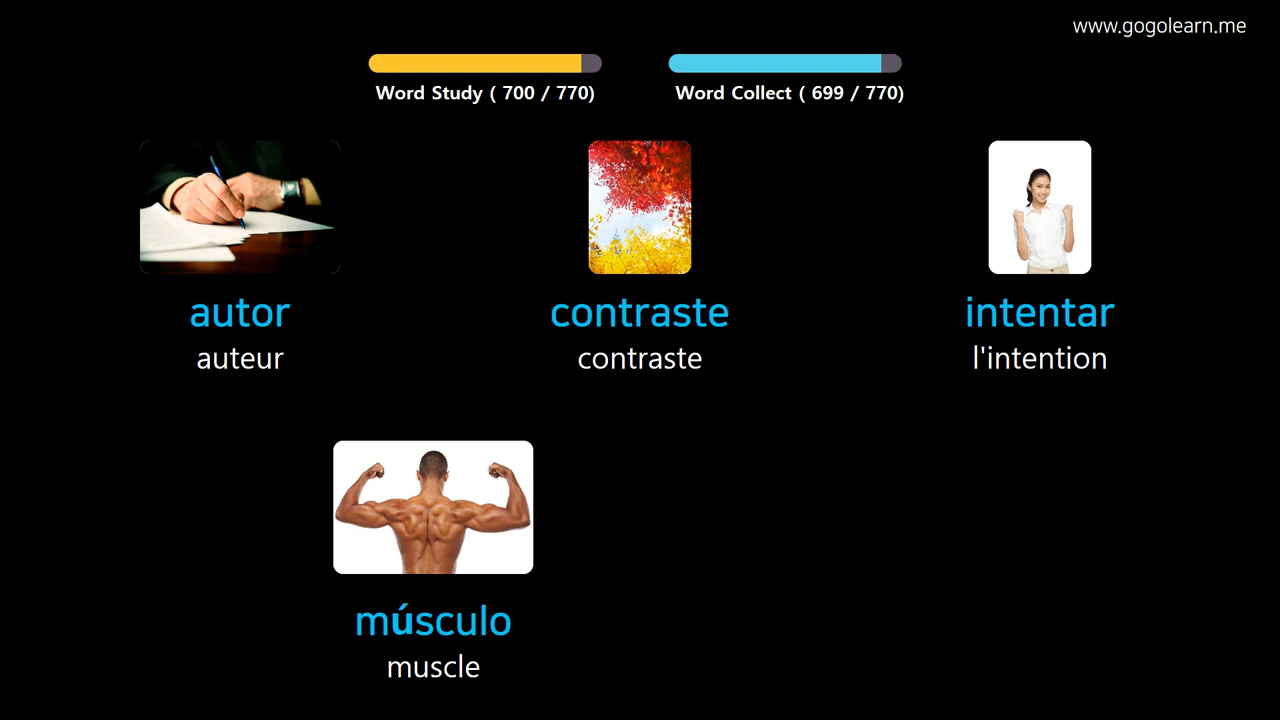 www.gogolearn.me
Word Study ( 700 / 770)
Word Collect ( 699 / 770)
autor
auteur
contraste
contraste
intentar
l'intention
músculo
muscle